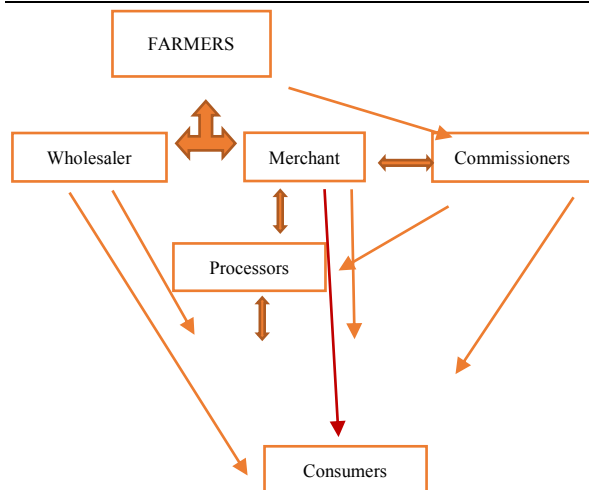 FARMERS
Wholesaler
Merchant
Commissioners
Processors
Consumers